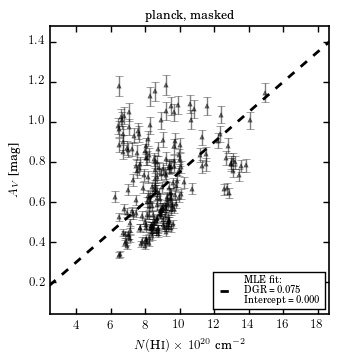 planck, masked
1.4
1.2
1.0
0.8
0.6
0.4
0.2
A_V [mag]
MLE fit:
DGR = 0.075
Intercept = 0.000
4 6 8 10 12 14 16 18
N(HI) × 10^20 cm^−2